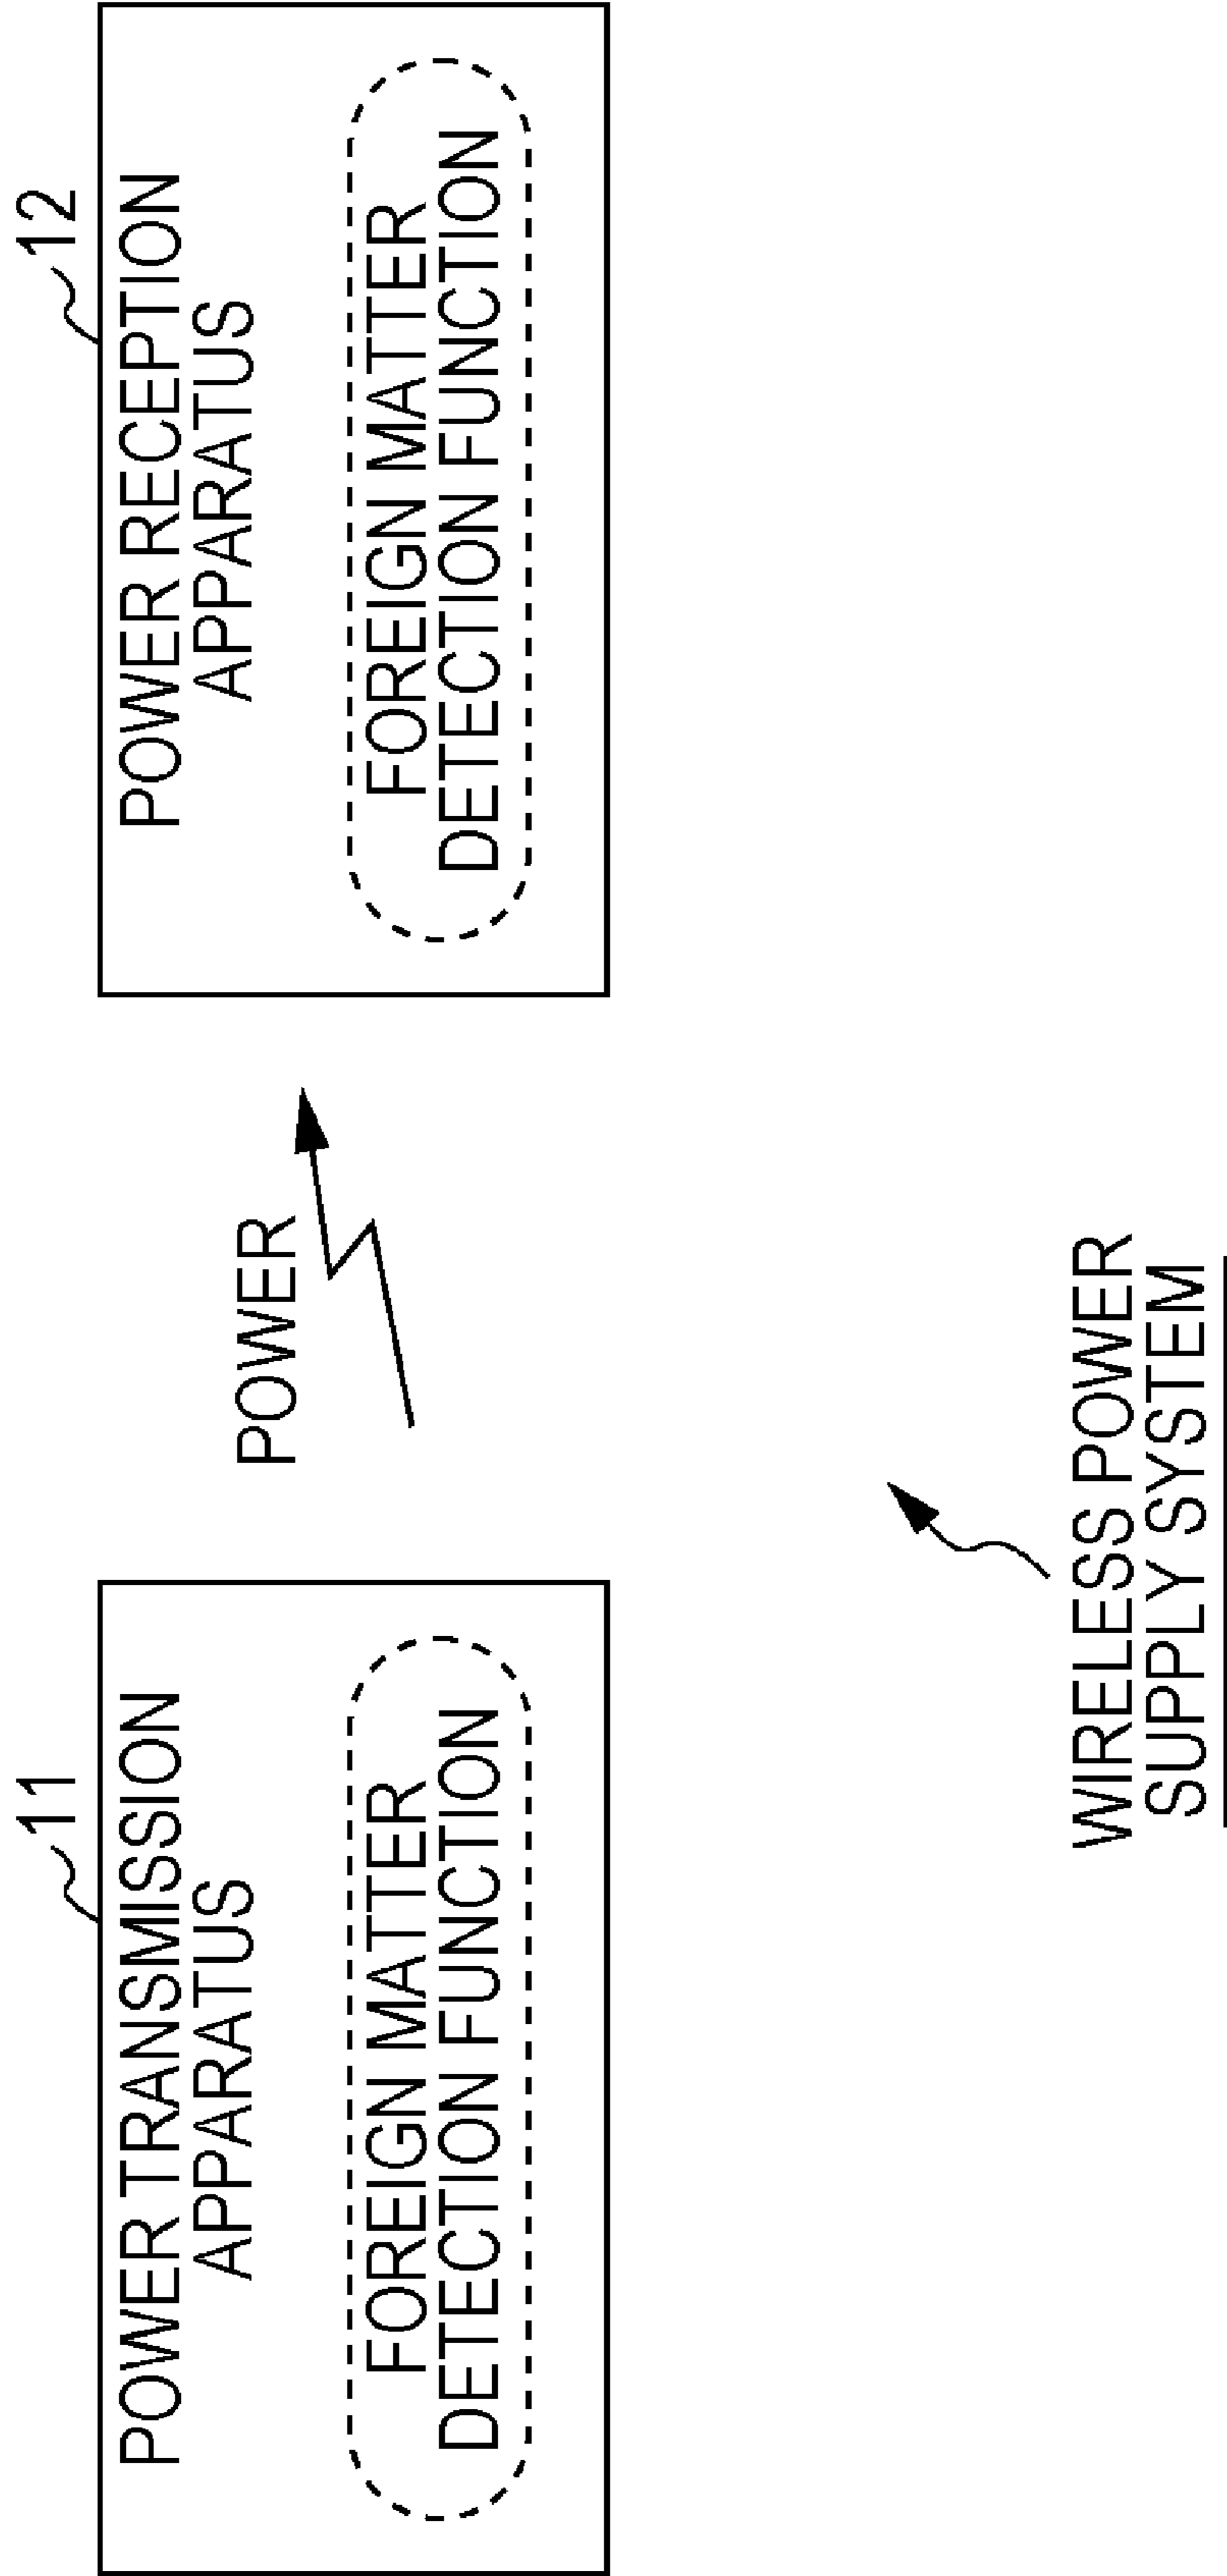 11
POWER TRANSMISSION
APPARATUS
FOREIGN MATTER
DETECTION FUNCTION
POWER
12
POWER RECEPTION
APPARATUS
FOREIGN MATTER
DETECTION FUNCTION
WIRELESS POWER
SUPPLY SYSTEM